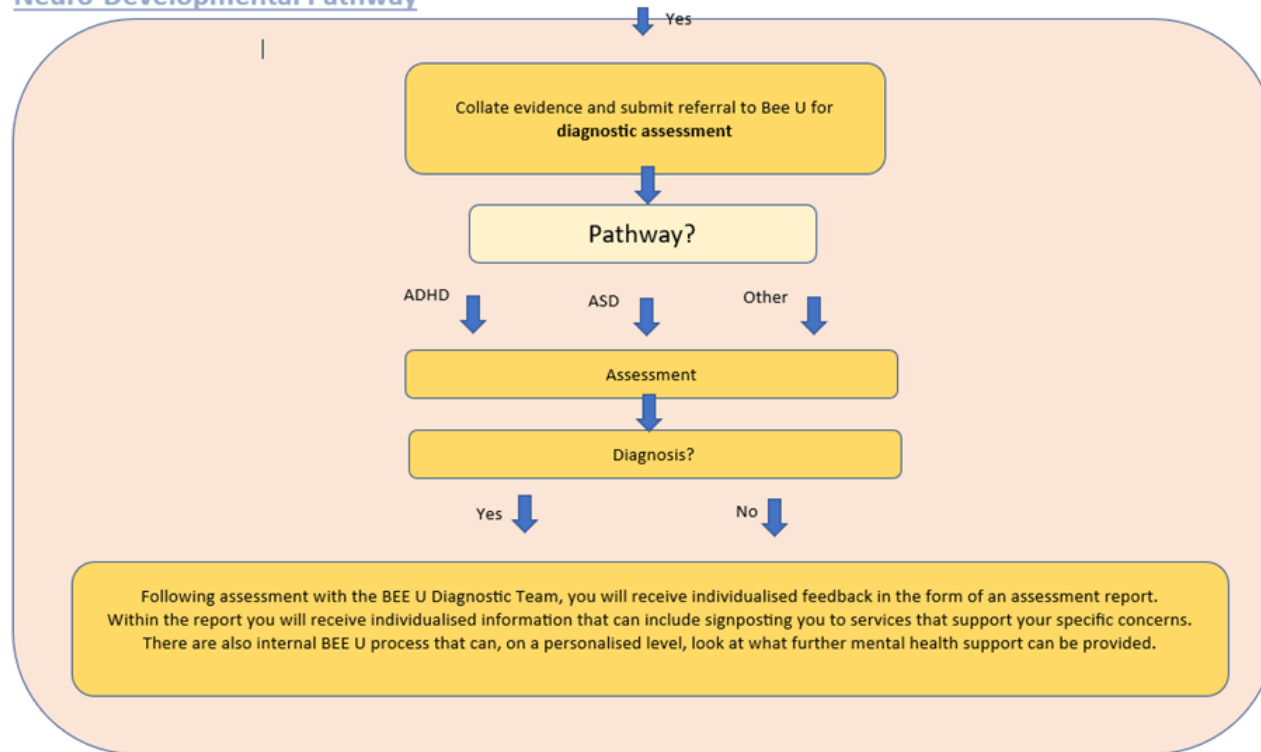 Neuro-Developmental Pathway
Yes
Collate evidence and submit referral to Bee U for
diagnostic assessment
Pathway?
ADHD
ASD
Other
Assessment
Diagnosis?
Yes
No
Following assessment with the BEE U Diagnostic Team, you will receive individualised feedback in the form of an assessment report.
Within the report you will receive individualised information that can include signposting you to services that support your specific concerns.
There are also internal BEE U process that can, on a personalised level, look at what further mental health support can be provided.